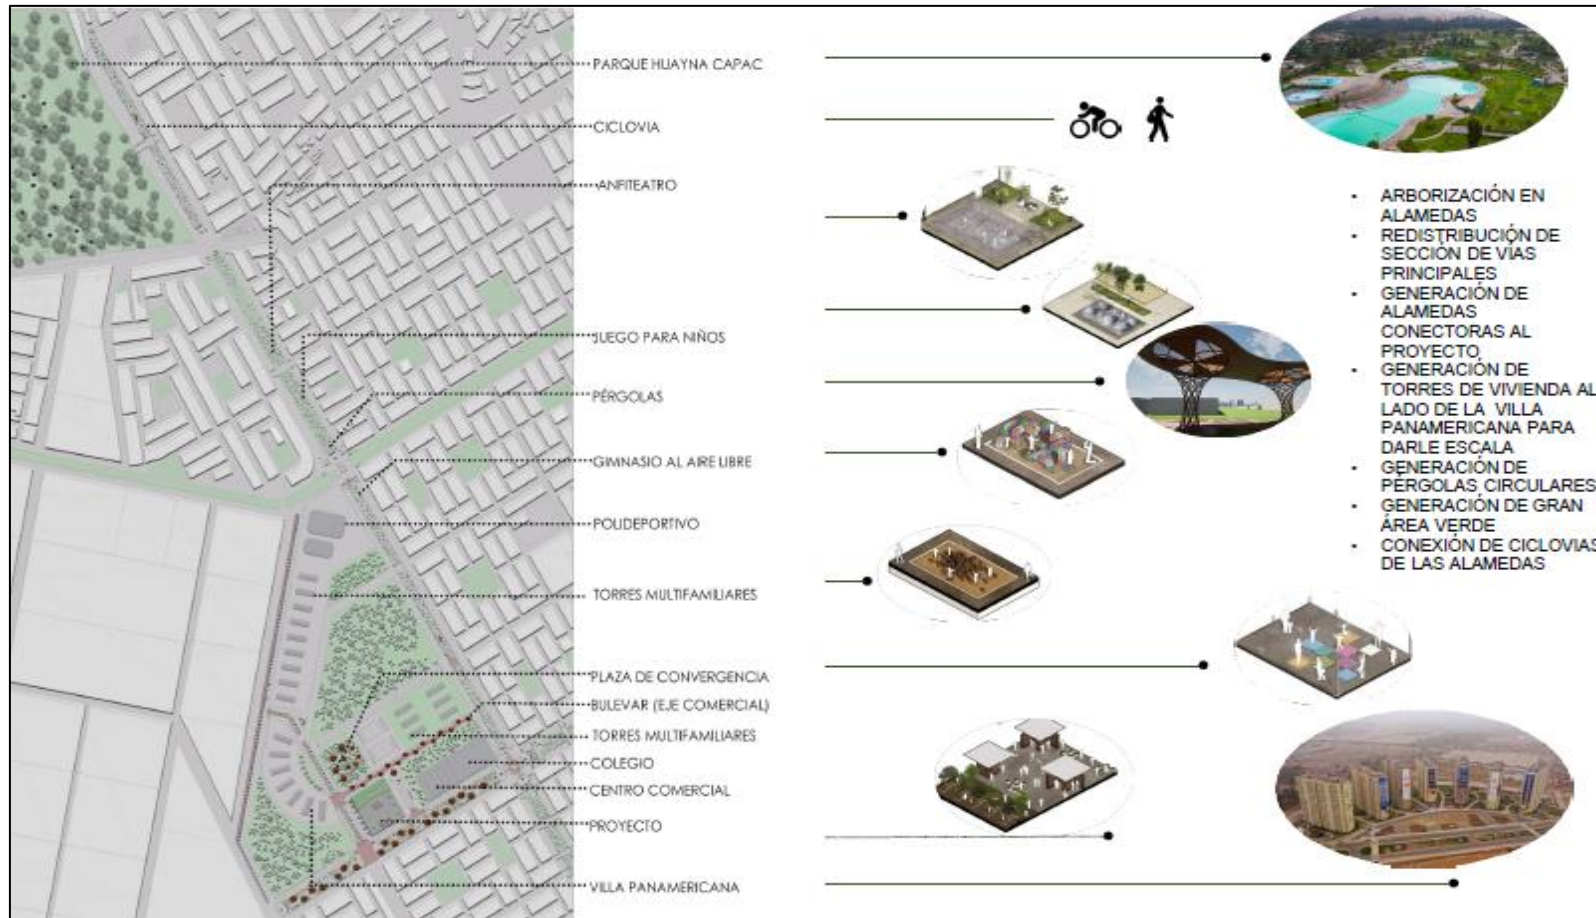 PARQUE HUAYNA CAPAC
CICLOVIA
ANFITEATRO
JUEGO PARA NIÑOS
PÉRGOLAS
GIMNASIO AL AIRE LIBRE
POLIDEPORTIVO
TORRES MULTIFAMILIARES
PLAZA DE CONVERGENCIA
BULEVAR (EJE COMERCIAL)
TORRES MULTIFAMILIARES
COLEGIO
CENTRO COMERCIAL
PROYECTO
VILLA PANAMERICANA
• ARBORIZACIÓN EN
ALAMEDAS
• REDISTRIBUCIÓN DE
SECCIÓN DE VÍAS
PRINCIPALES
• GENERACIÓN DE
ALAMEDAS
CONECTORAS AL
PROYECTO
• GENERACIÓN DE
TORRES DE VIVIENDA AL
LADO DE LA VILLA
PANAMERICANA PARA
DARLE ESCALA
• GENERACIÓN DE
PÉRGOLAS CIRCULARES
• GENERACIÓN DE GRAN
ÁREA VERDE
• CONEXIÓN DE CICLOVIAS
DE LAS ALAMEDAS